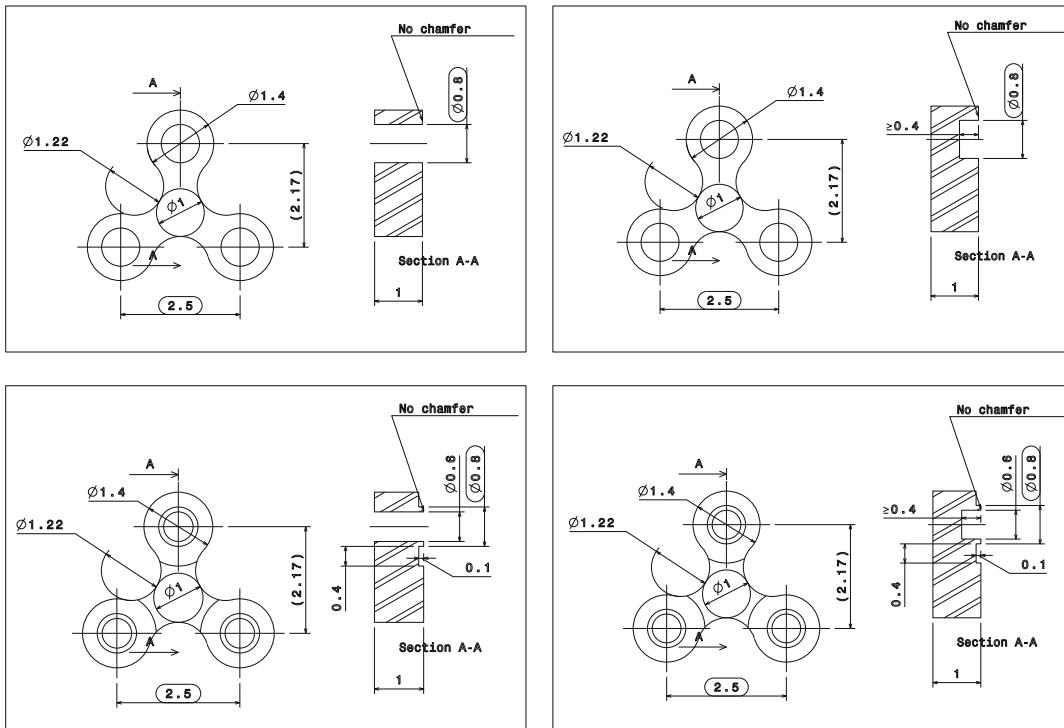 No chamfer
A
Ø1.4
Ø0.8
Ø1.22
Ø1
(2.17)
A
Section A-A
2.5
1
No chamfer
A
Ø1.4
Ø0.8
≥0.4
Ø1.22
Ø1
(2.17)
A
Section A-A
2.5
1
No chamfer
A
Ø0.6
Ø0.8
Ø1.4
Ø1.22
Ø1
(2.17)
0.1
0.4
A
Section A-A
2.5
1
No chamfer
A
Ø0.6
Ø0.8
Ø1.4
≥0.4
Ø1.22
Ø1
(2.17)
0.1
0.4
A
Section A-A
2.5
1